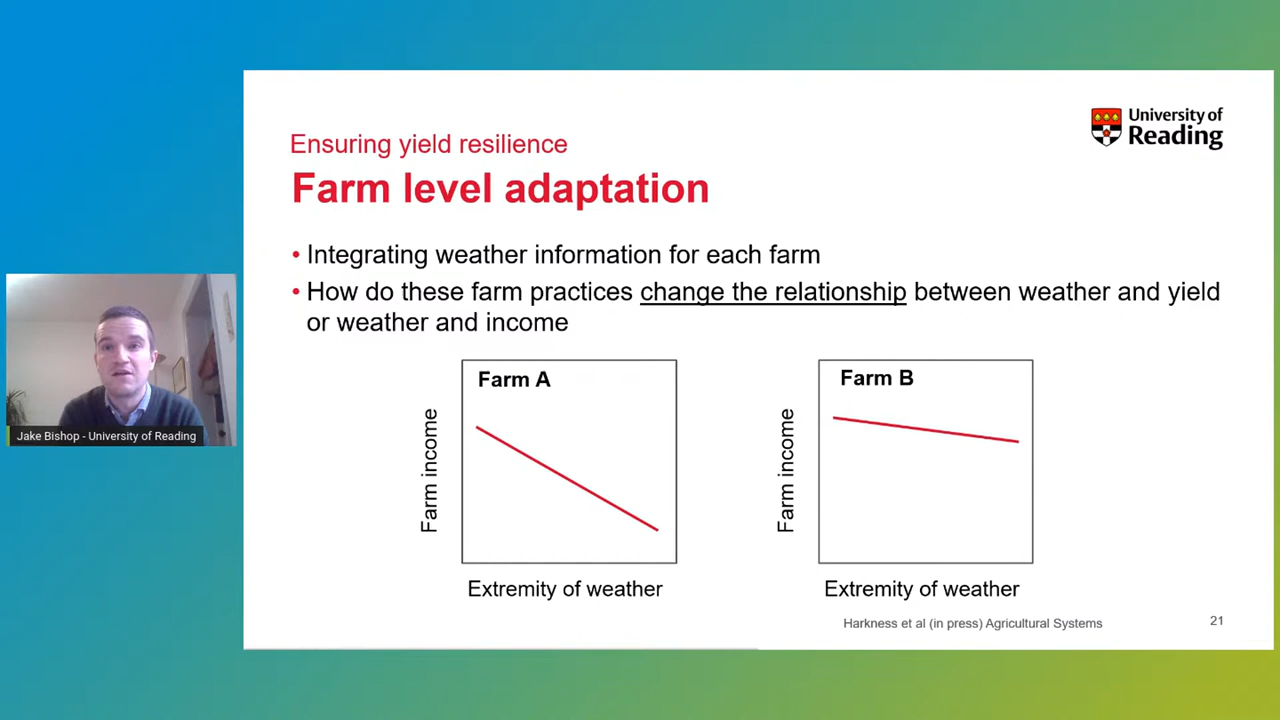 University of
Reading
Ensuring yield resilience
Farm level adaptation
• Integrating weather information for each farm
• How do these farm practices change the relationship between weather and yield
or weather and income
Farm A
Farm income
Extremity of weather
Farm B
Farm income
Extremity of weather
Harkness et al (in press) Agricultural Systems
21
Jake Bishop - University of Reading